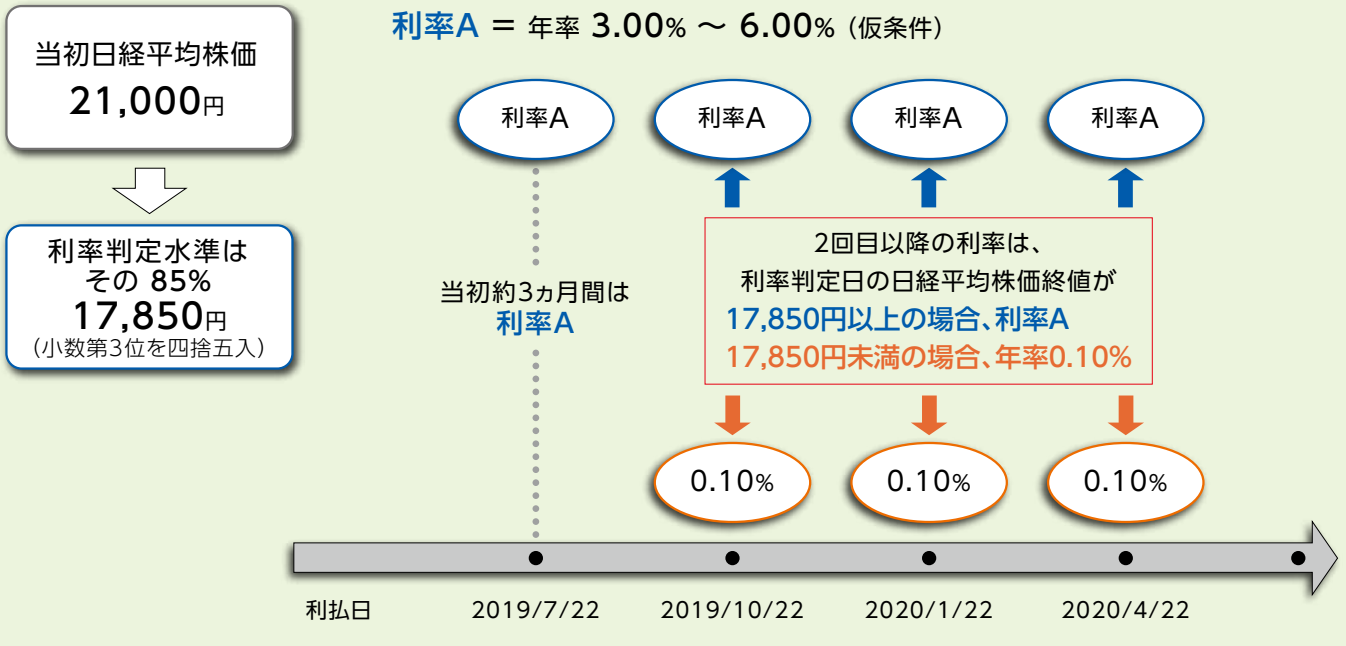 利率A = 年率 3.00% ～ 6.00% (仮条件)
当初日経平均株価
21,000円
利率判定水準は
その 85%
17,850円
(小数第3位を四捨五入)
利率A
利率A
利率A
利率A
当初約3ヵ月間は
利率A
2回目以降の利率は、
利率判定日の日経平均株価終値が
17,850円以上の場合、利率A
17,850円未満の場合、年率0.10%
0.10%
0.10%
0.10%
利払日
2019/7/22
2019/10/22
2020/1/22
2020/4/22